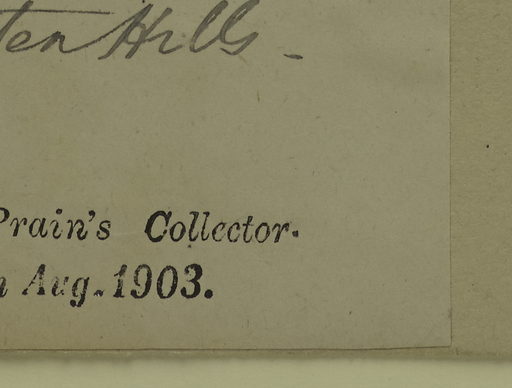 ten Hills -
Prain's Collector.
Aug. 1903.